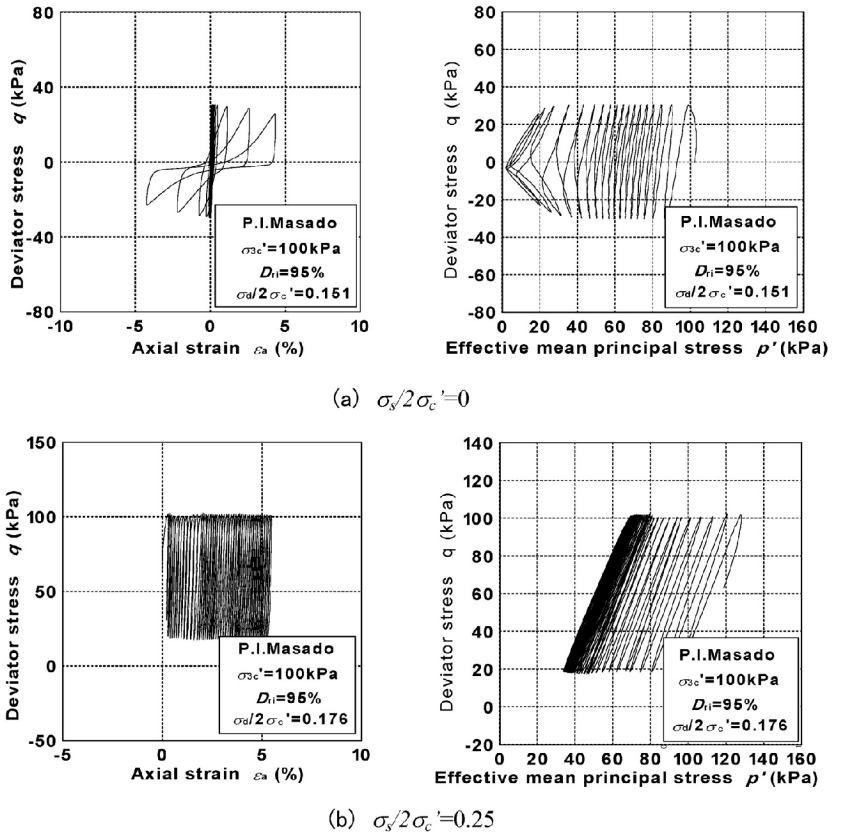 80
40
0
-40
-80
-10
-5
0
5
10
Deviator stress q (kPa)
Axial strain εa (%)
P.I.Masado
σ3c'=100kPa
Dri=95%
σd/2σc'=0.151
80
60
40
20
0
-20
-40
-60
-80
0 20 40 60 80 100 120 140 160
Deviator stress q (kPa)
Effective mean principal stress p' (kPa)
P.I.Masado
σ3c'=100kPa
Dri=95%
σd/2σc'=0.151
(a) σs/2σc'=0
150
100
50
0
-50
-5
0
5
10
Deviator stress q (kPa)
Axial strain εa (%)
P.I.Masado
σ3c'=100kPa
Dri=95%
σd/2σc'=0.176
140
120
100
80
60
40
20
0
-20
0 20 40 60 80 100 120 140 160
Deviator stress q (kPa)
Effective mean principal stress p' (kPa)
P.I.Masado
σ3c'=100kPa
Dri=95%
σd/2σc'=0.176
(b) σs/2σc'=0.25